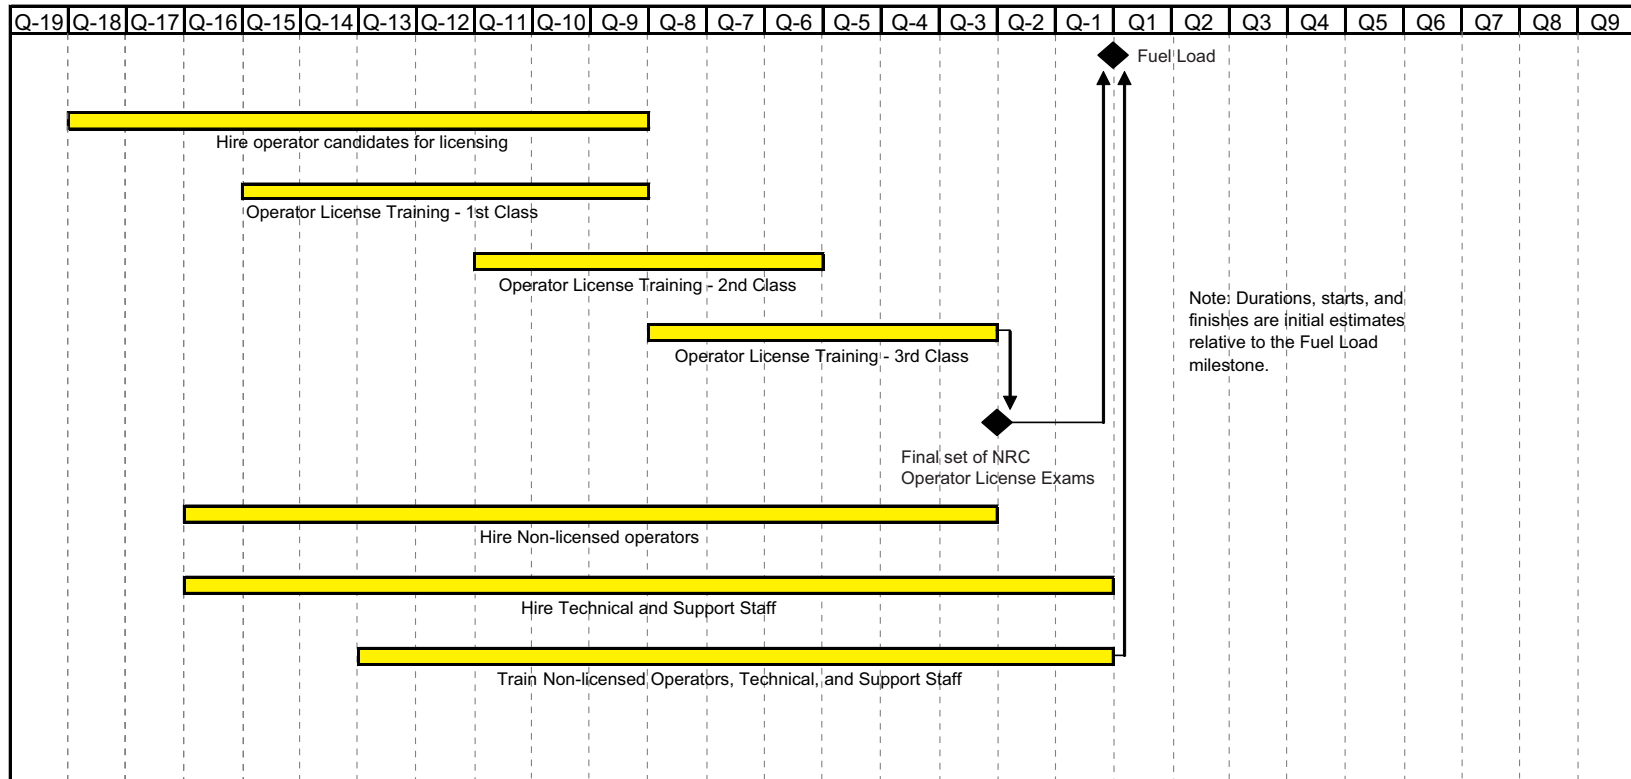 Q-19 Q-18 Q-17 Q-16 Q-15 Q-14 Q-13 Q-12 Q-11 Q-10 Q-9 Q-8 Q-7 Q-6 Q-5 Q-4 Q-3 Q-2 Q-1 Q1 Q2 Q3 Q4 Q5 Q6 Q7 Q8 Q9
Fuel Load
Hire operator candidates for licensing
Operator License Training - 1st Class
Operator License Training - 2nd Class
Note: Durations, starts, and
finishes are initial estimates
relative to the Fuel Load
milestone.
Operator License Training - 3rd Class
Final set of NRC
Operator License Exams
Hire Non-licensed operators
Hire Technical and Support Staff
Train Non-licensed Operators, Technical, and Support Staff